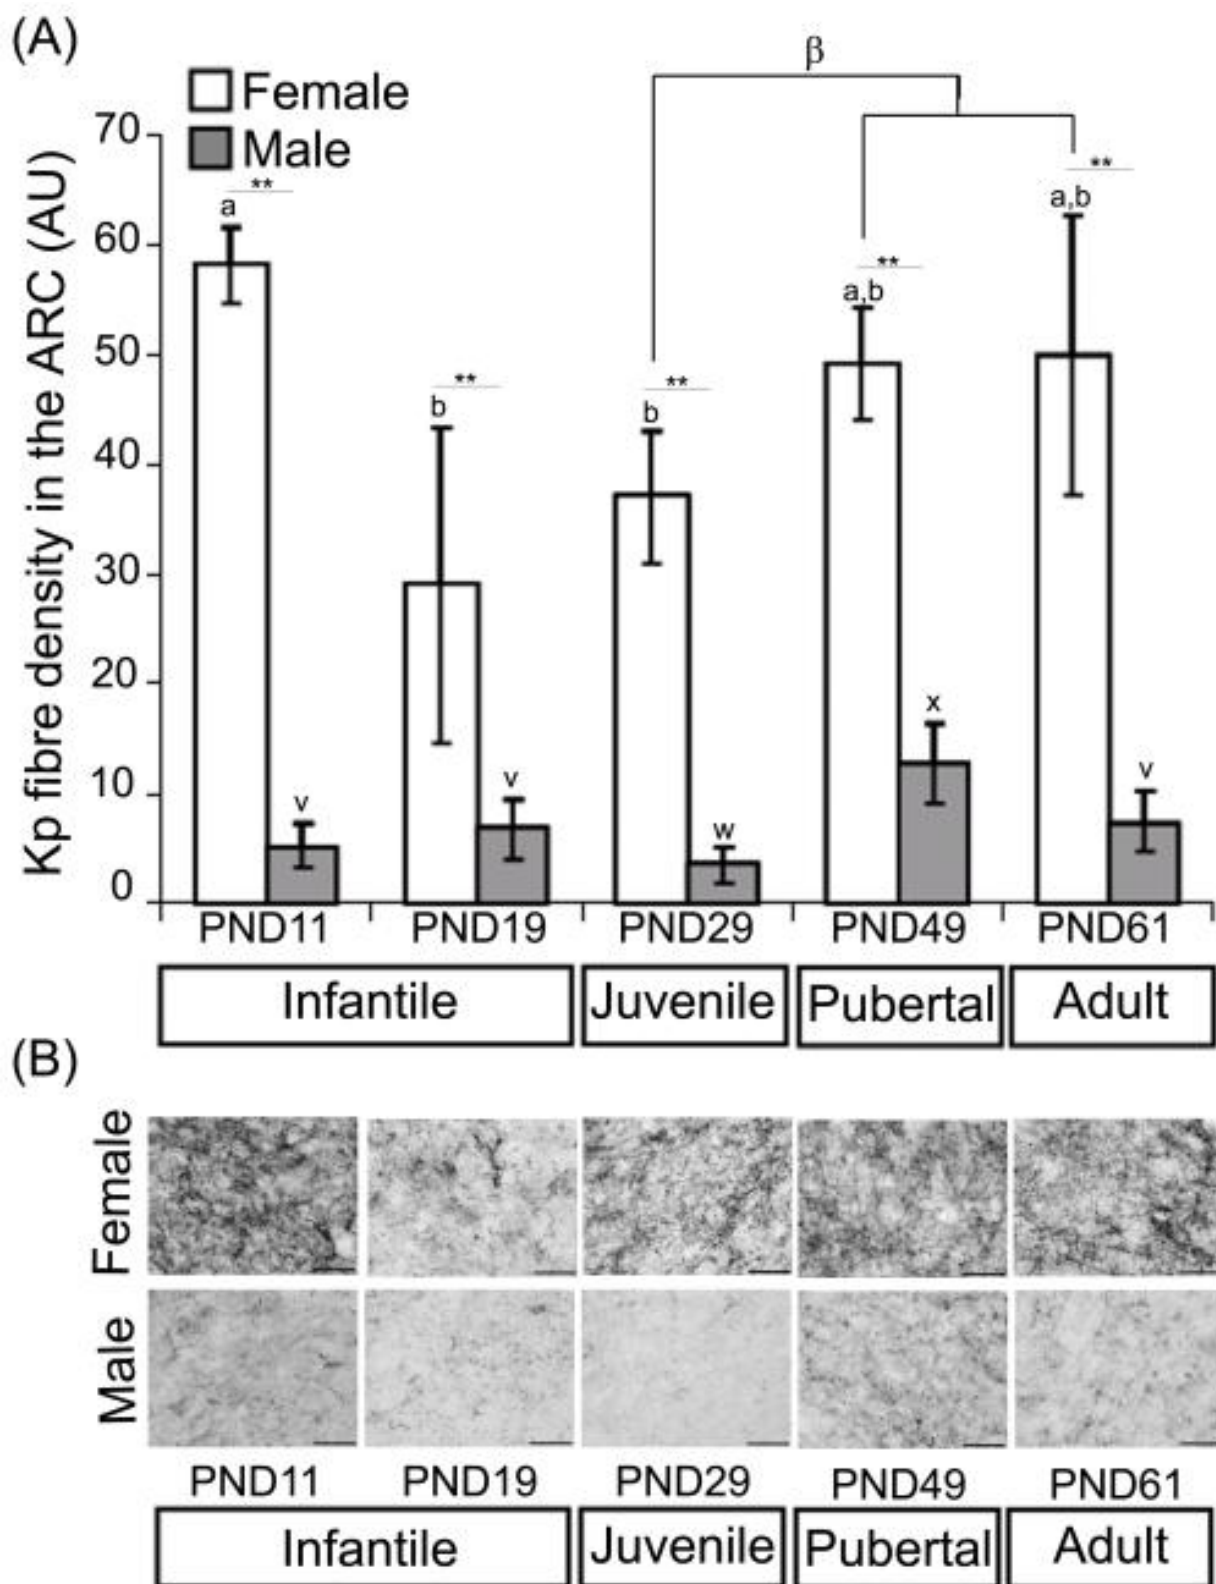 (A)
β
Female
Male
Kp fibre density in the ARC (AU)
70
60
50
40
30
20
10
0
** ** ** ** **
a b b a,b a,b
v v w x v
PND11 PND19 PND29 PND49 PND61
Infantile Juvenile Pubertal Adult
(B)
Female
Male
PND11 PND19 PND29 PND49 PND61
Infantile Juvenile Pubertal Adult